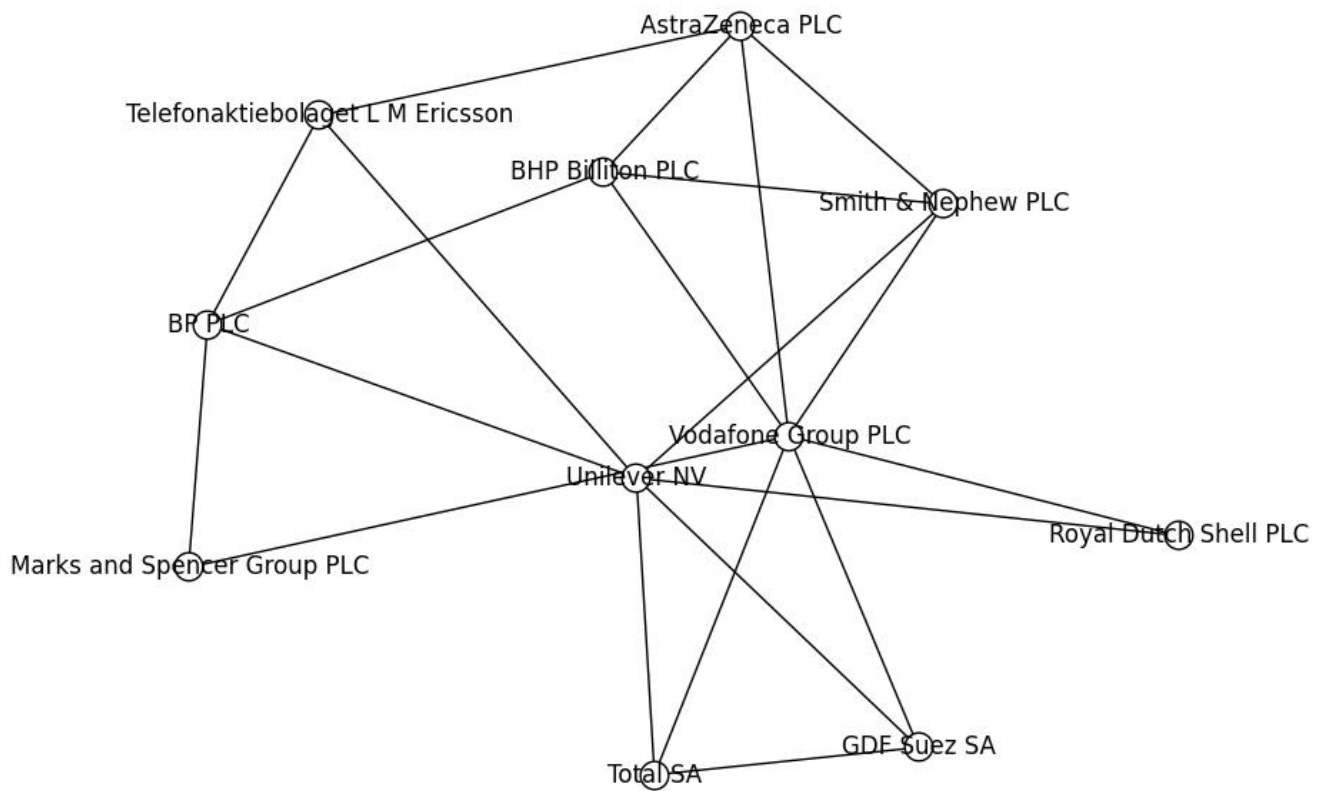 AstraZeneca PLC
Telefonaktiebolaget L M Ericsson
BHP Billiton PLC
Smith & Nephew PLC
BP PLC
Vodafone Group PLC
Unilever NV
Royal Dutch Shell PLC
Marks and Spencer Group PLC
GDF Suez SA
Total SA